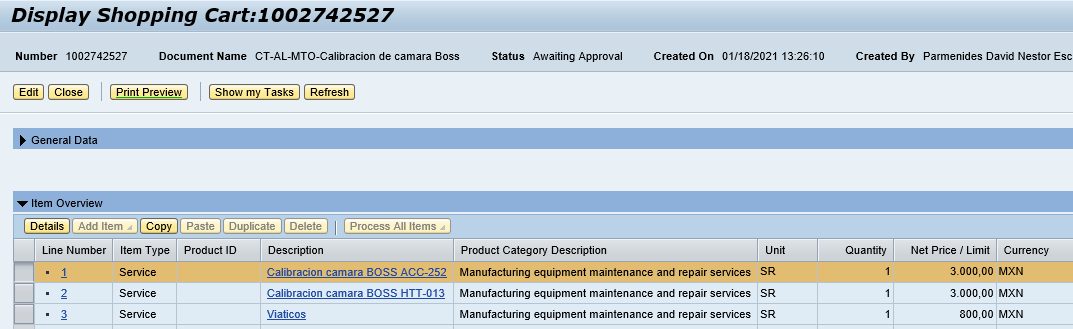 Display Shopping Cart:1002742527
Number 1002742527 Document Name CT-AL-MTO-Calibracion de camara Boss Status Awaiting Approval Created On 01/18/2021 13:26:10 Created By Parmenides David Nestor Esc
Edit Close Print Preview Show my Tasks Refresh
General Data
Item Overview
Details Add Item Copy Paste Duplicate Delete Process All Items
Line Number Item Type Product ID Description Product Category Description Unit Quantity Net Price / Limit Currency
1 Service Calibracion camara BOSS ACC-252 Manufacturing equipment maintenance and repair services SR 1 3.000,00 MXN
2 Service Calibracion camara BOSS HTT-013 Manufacturing equipment maintenance and repair services SR 1 3.000,00 MXN
3 Service Viaticos Manufacturing equipment maintenance and repair services SR 1 800,00 MXN